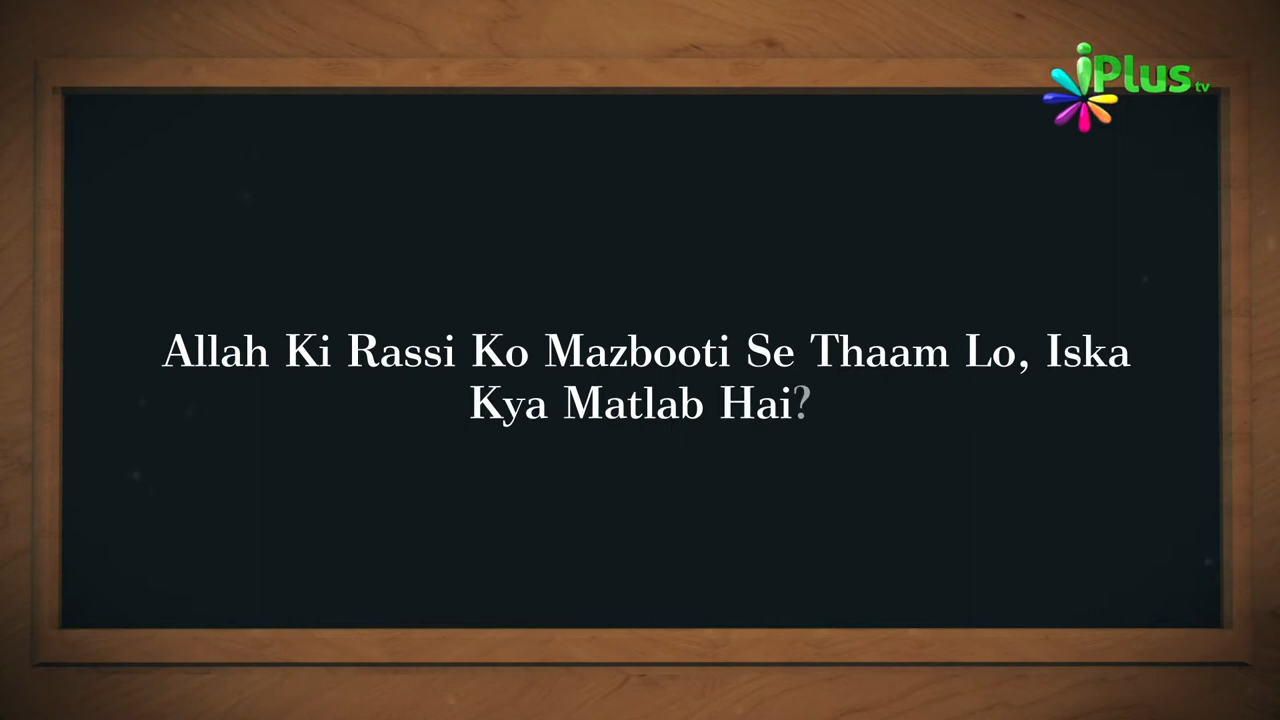 iPlus tv
Allah Ki Rassi Ko Mazbooti Se Thaam Lo, Iska
Kya Matlab Hai?